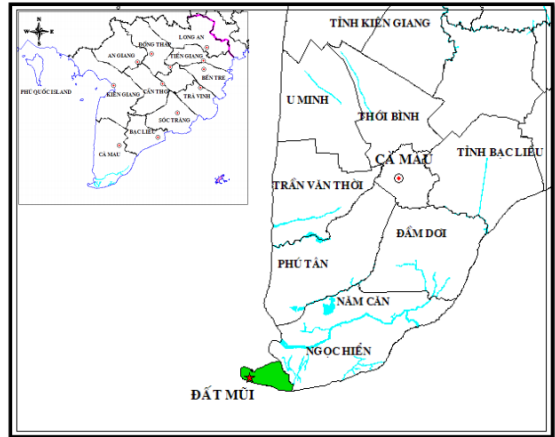 N
W
E
S
LONG AN
ĐỒNG THÁP
AN GIANG
TIỀN GIANG
BẾN TRE
PHÚ QUỐC ISLAND
KIÊN GIANG
CẦN THƠ
TRÀ VINH
SÓC TRĂNG
BẠC LIÊU
CÀ MAU
TỈNH KIÊN GIANG
U MINH
THỚI BÌNH
CÀ MAU
TỈNH BẠC LIÊU
TRẦN VĂN THỜI
ĐẦM DƠI
PHÚ TÂN
NĂM CĂN
NGỌC HIỂN
ĐẤT MŨI